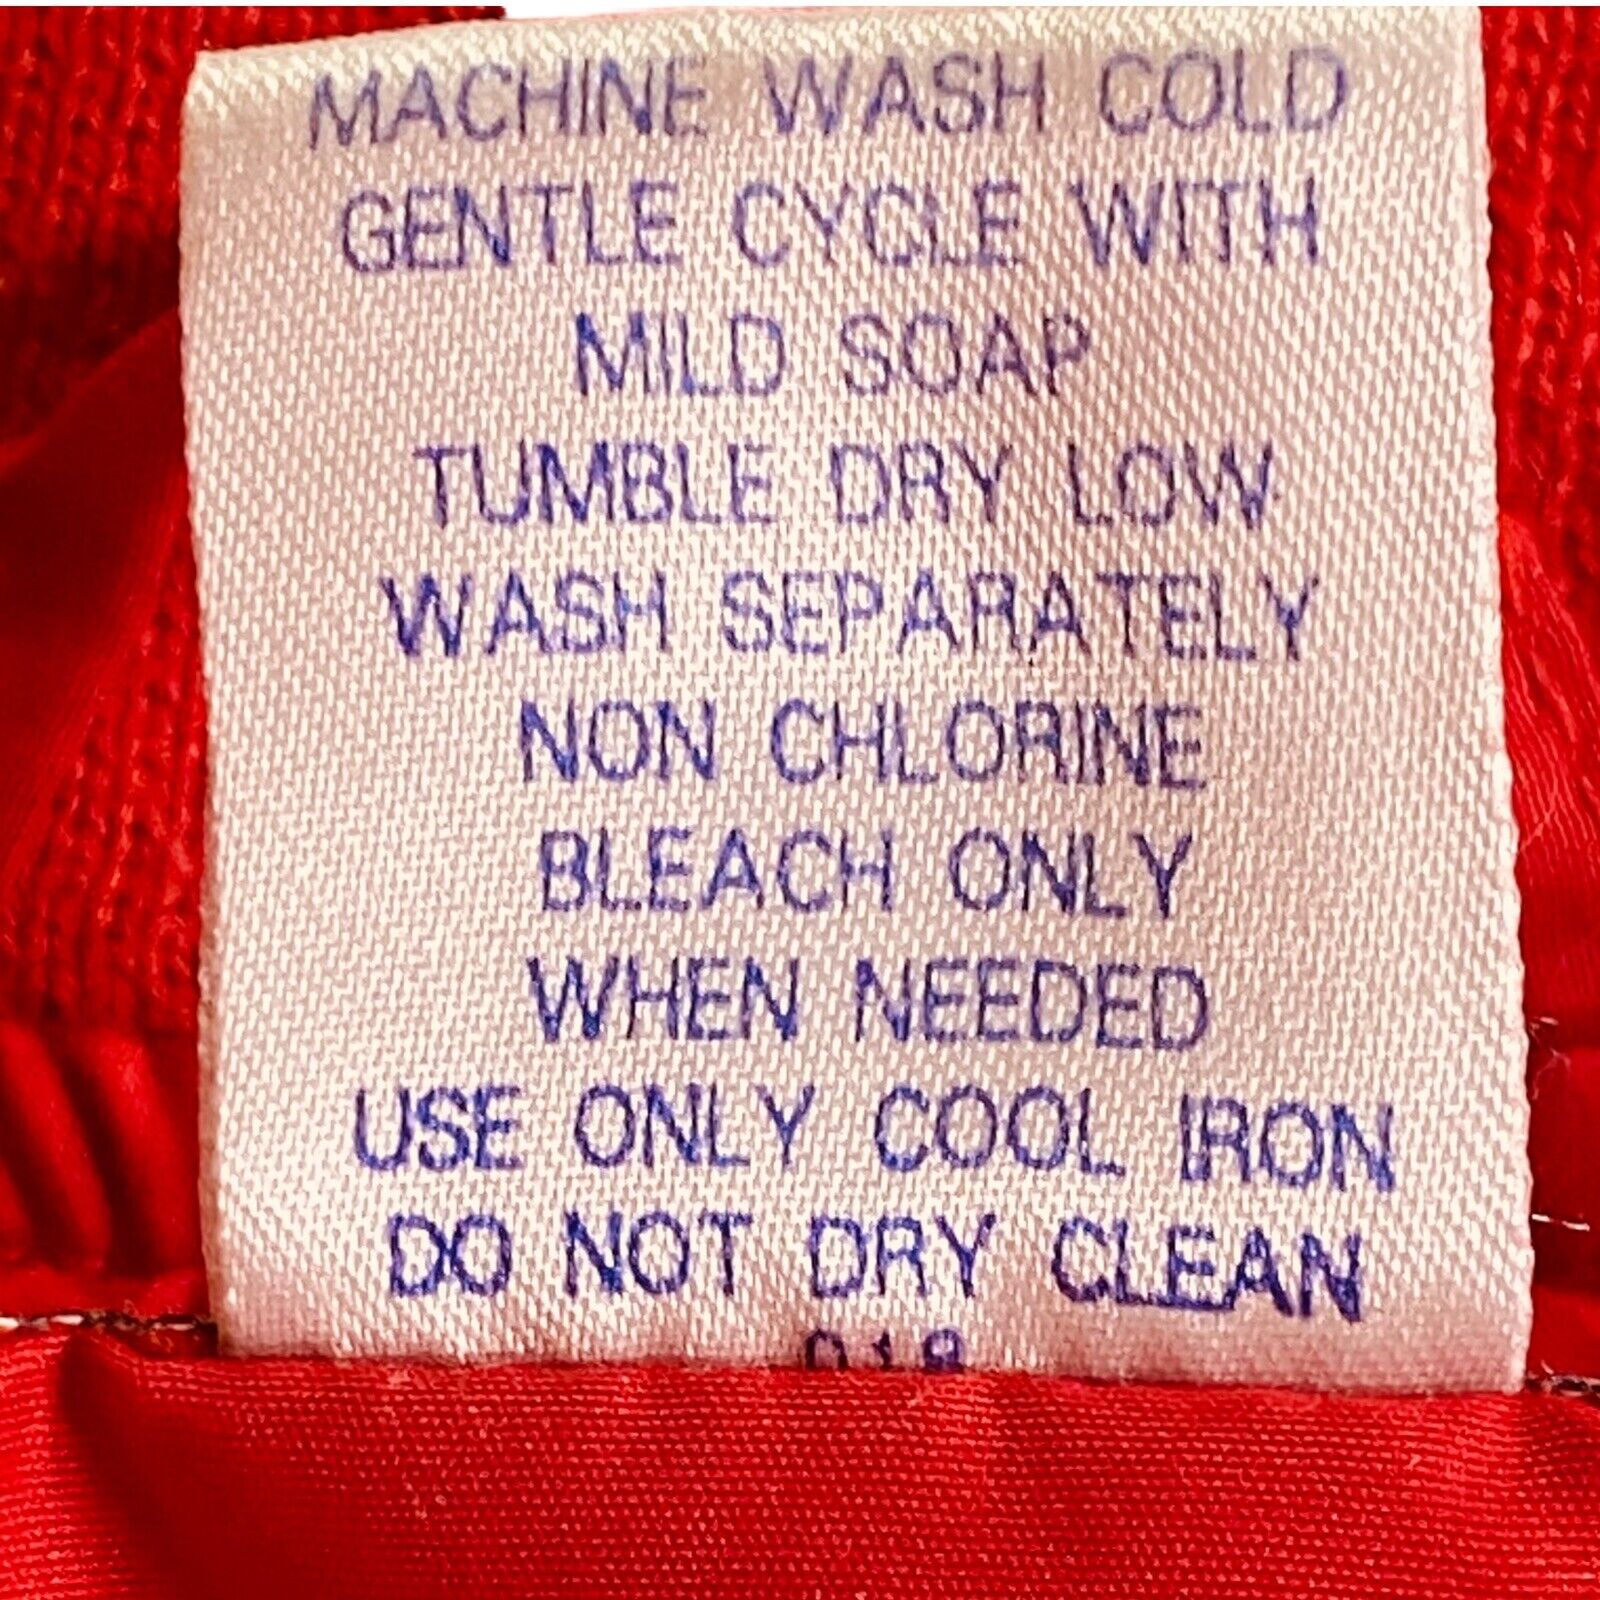 MACHINE WASH COLD
GENTLE CYCLE WITH
MILD SOAP
TUMBLE DRY LOW
WASH SEPARATELY
NON CHLORINE
BLEACH ONLY
WHEN NEEDED
USE ONLY COOL IRON
DO NOT DRY CLEAN